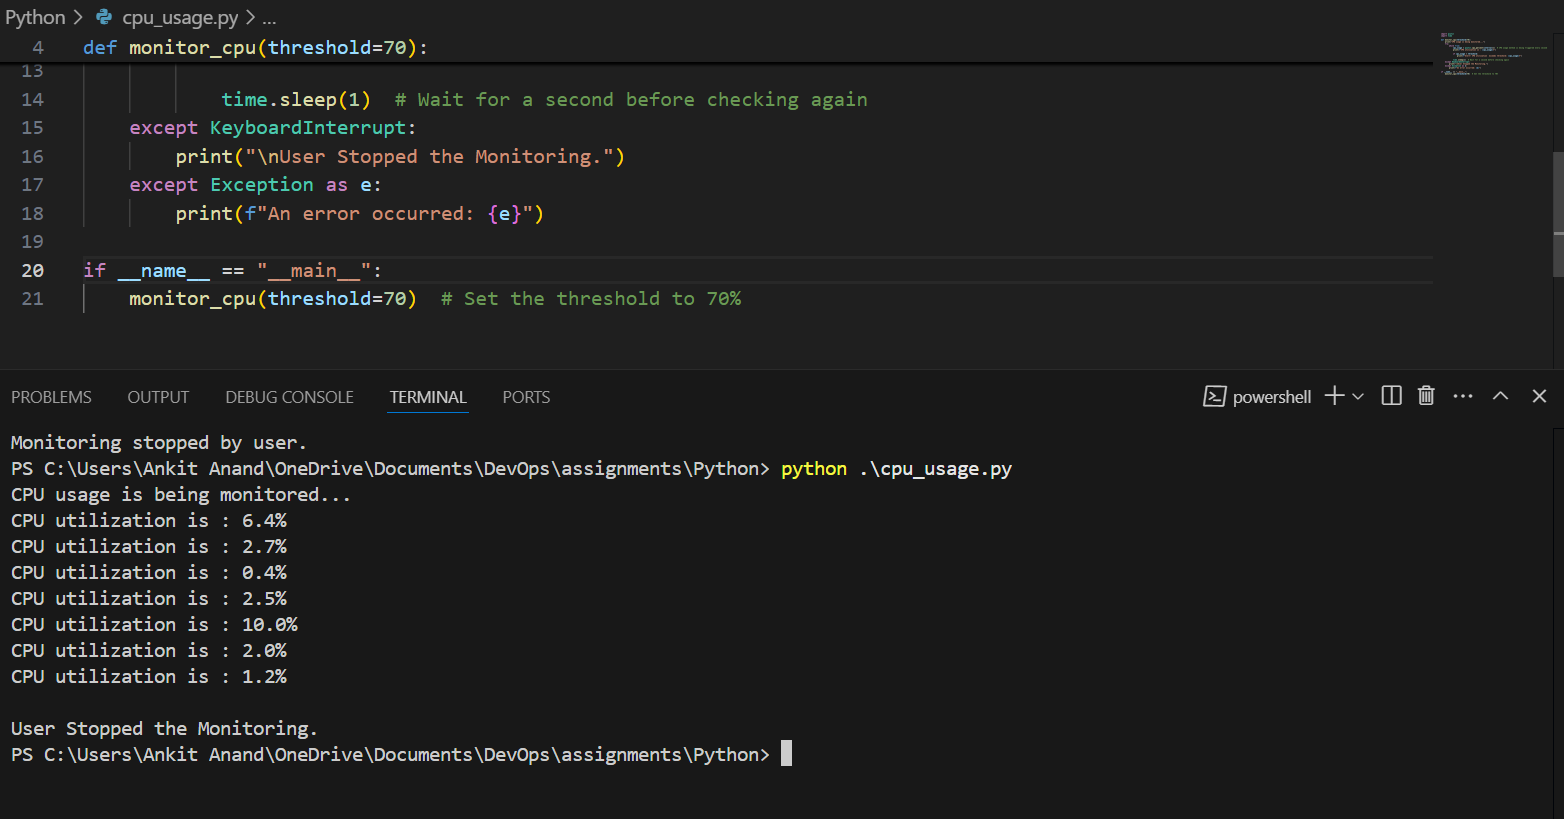 Python > cpu_usage.py > ...
4 def monitor_cpu(threshold=70):
13
14 time.sleep(1)  # Wait for a second before checking again
15 except KeyboardInterrupt:
16 print("\nUser Stopped the Monitoring.")
17 except Exception as e:
18 print(f"An error occurred: {e}")
19
20 if __name__ == "__main__":
21 monitor_cpu(threshold=70)  # Set the threshold to 70%
PROBLEMS OUTPUT DEBUG CONSOLE TERMINAL PORTS powershell
Monitoring stopped by user.
PS C:\Users\Ankit Anand\OneDrive\Documents\DevOps\assignments\Python> python .\cpu_usage.py
CPU usage is being monitored...
CPU utilization is : 6.4%
CPU utilization is : 2.7%
CPU utilization is : 0.4%
CPU utilization is : 2.5%
CPU utilization is : 10.0%
CPU utilization is : 2.0%
CPU utilization is : 1.2%
User Stopped the Monitoring.
PS C:\Users\Ankit Anand\OneDrive\Documents\DevOps\assignments\Python>